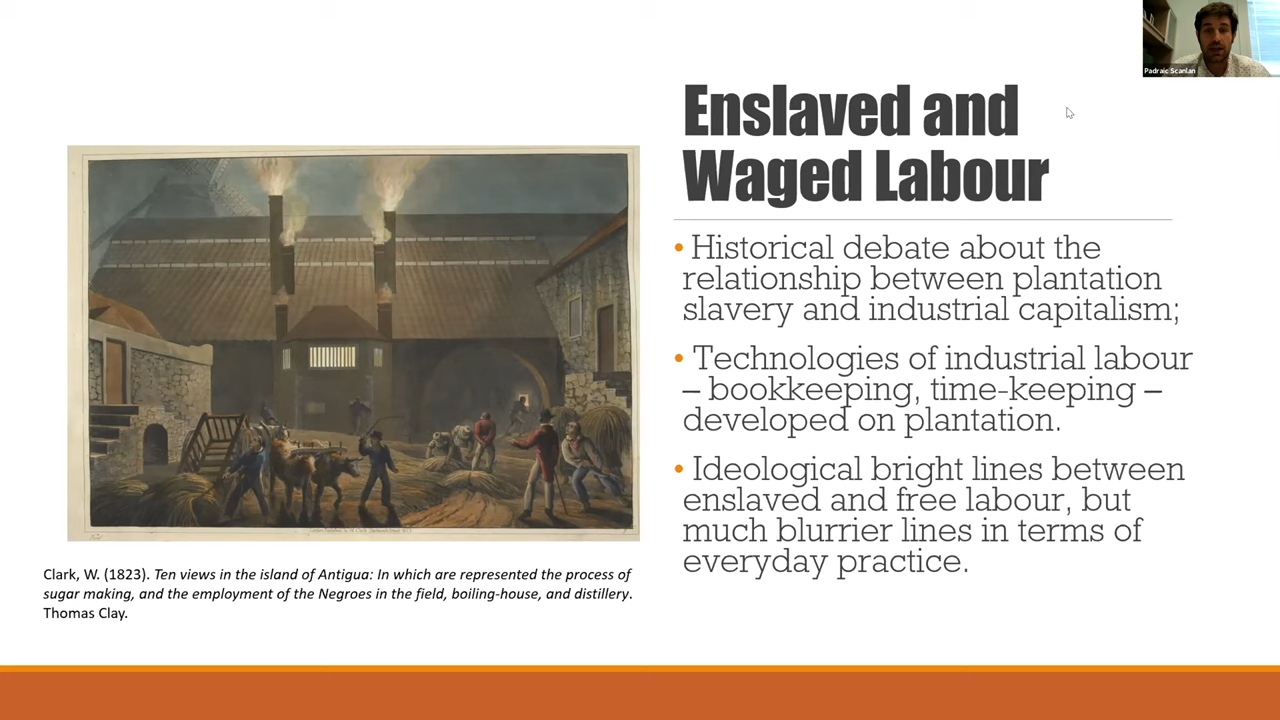 Padraic Scanlan
Enslaved and
Waged Labour
• Historical debate about the
relationship between plantation
slavery and industrial capitalism;
• Technologies of industrial labour
– bookkeeping, time-keeping –
developed on plantation.
• Ideological bright lines between
enslaved and free labour, but
much blurrier lines in terms of
everyday practice.
Clark, W. (1823). Ten views in the island of Antigua: In which are represented the process of
sugar making, and the employment of the Negroes in the field, boiling-house, and distillery.
Thomas Clay.